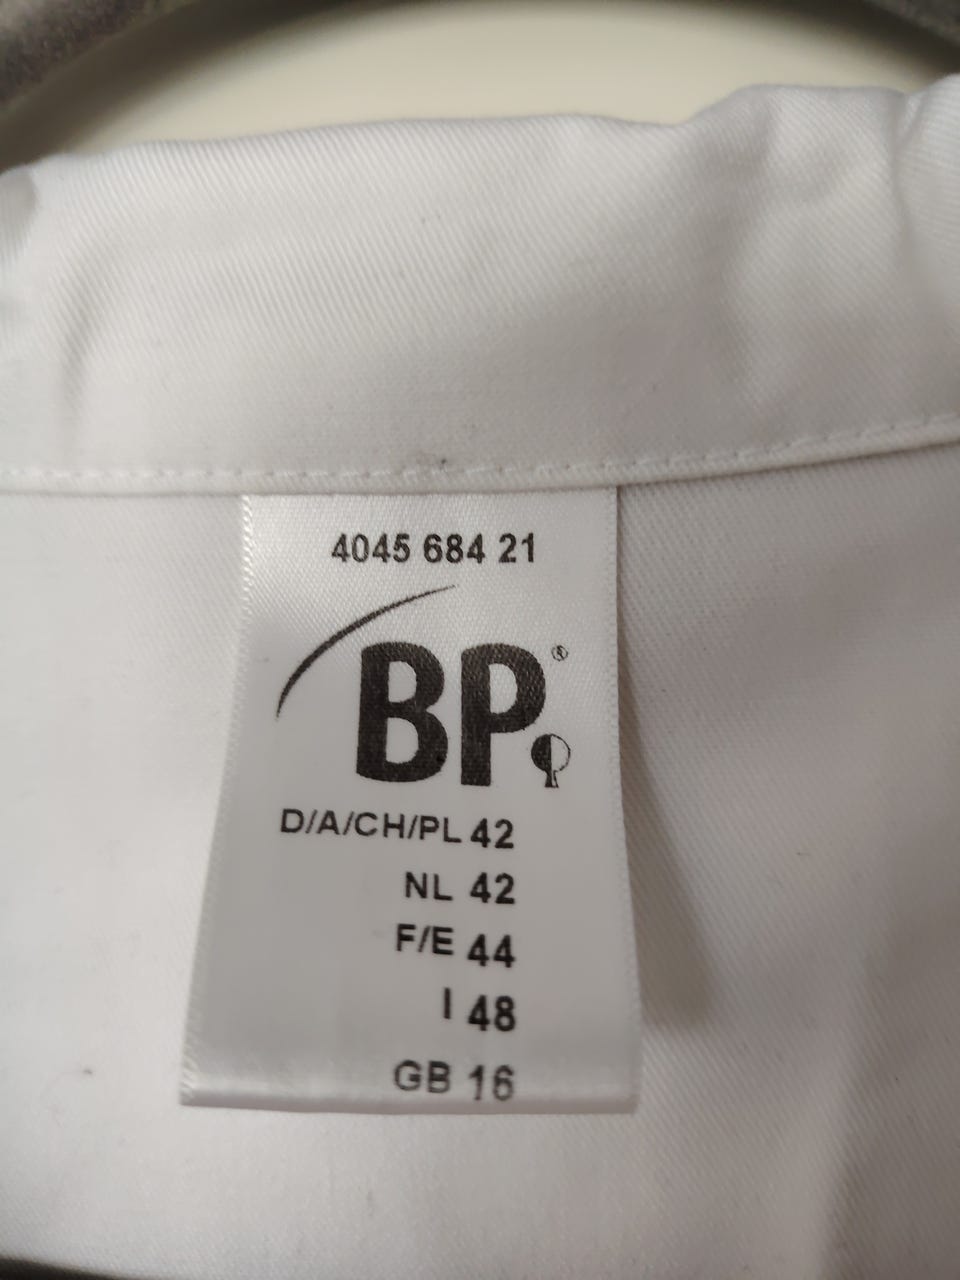 4045 684 21
BP®
D/A/CH/PL 42
NL 42
F/E 44
I 48
GB 16